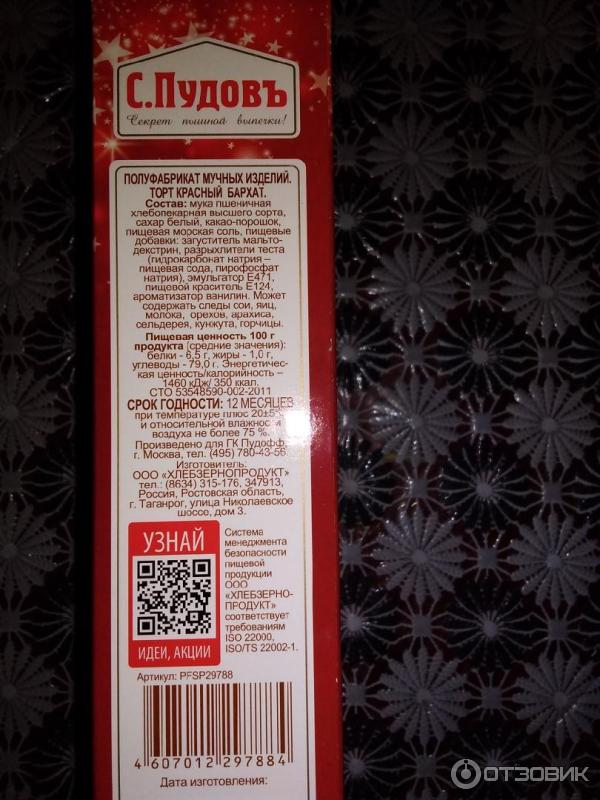 С.Пудовъ
Секрет пышной выпечки!
ПОЛУФАБРИКАТ МУЧНЫХ ИЗДЕЛИЙ.
ТОРТ КРАСНЫЙ БАРХАТ.
Состав: мука пшеничная
хлебопекарная высшего сорта,
сахар белый, какао-порошок,
пищевая морская соль, пищевые
добавки: загуститель мальто-
декстрин, разрыхлители теста
(гидрокарбонат натрия –
пищевая сода, пирофосфат
натрия), эмульгатор Е471,
пищевой краситель Е124,
ароматизатор ванилин. Может
содержать следы сои, яиц,
молока, орехов, арахиса,
сельдерея, кунжута, горчицы.
Пищевая ценность 100 г
продукта (средние значения):
белки - 6,5 г, жиры - 1,0 г,
углеводы - 79,0 г. Энергетичес-
кая ценность/калорийность –
1460 кДж/ 350 ккал.
СТО 53548590-002-2011
СРОК ГОДНОСТИ: 12 МЕСЯЦЕВ
при температуре плюс 20±5°
и относительной влажности
воздуха не более 75 %.
Произведено для ГК Пудофф,
г. Москва, тел. (495) 780-43-56
Изготовитель:
ООО «ХЛЕБЗЕРНОПРОДУКТ»
тел.: (8634) 315-176, 347913,
Россия, Ростовская область,
г. Таганрог, улица Николаевское
шоссе, дом 3.
УЗНАЙ
ИДЕИ, АКЦИИ
Система
менеджмента
безопасности
пищевой
продукции
ООО
«ХЛЕБЗЕРНО-
ПРОДУКТ»
соответствует
требованиям
ISO 22000,
ISO/TS 22002-1.
Артикул: PFSP29788
4 607012 297884
Дата изготовления:
ОТЗОВИК